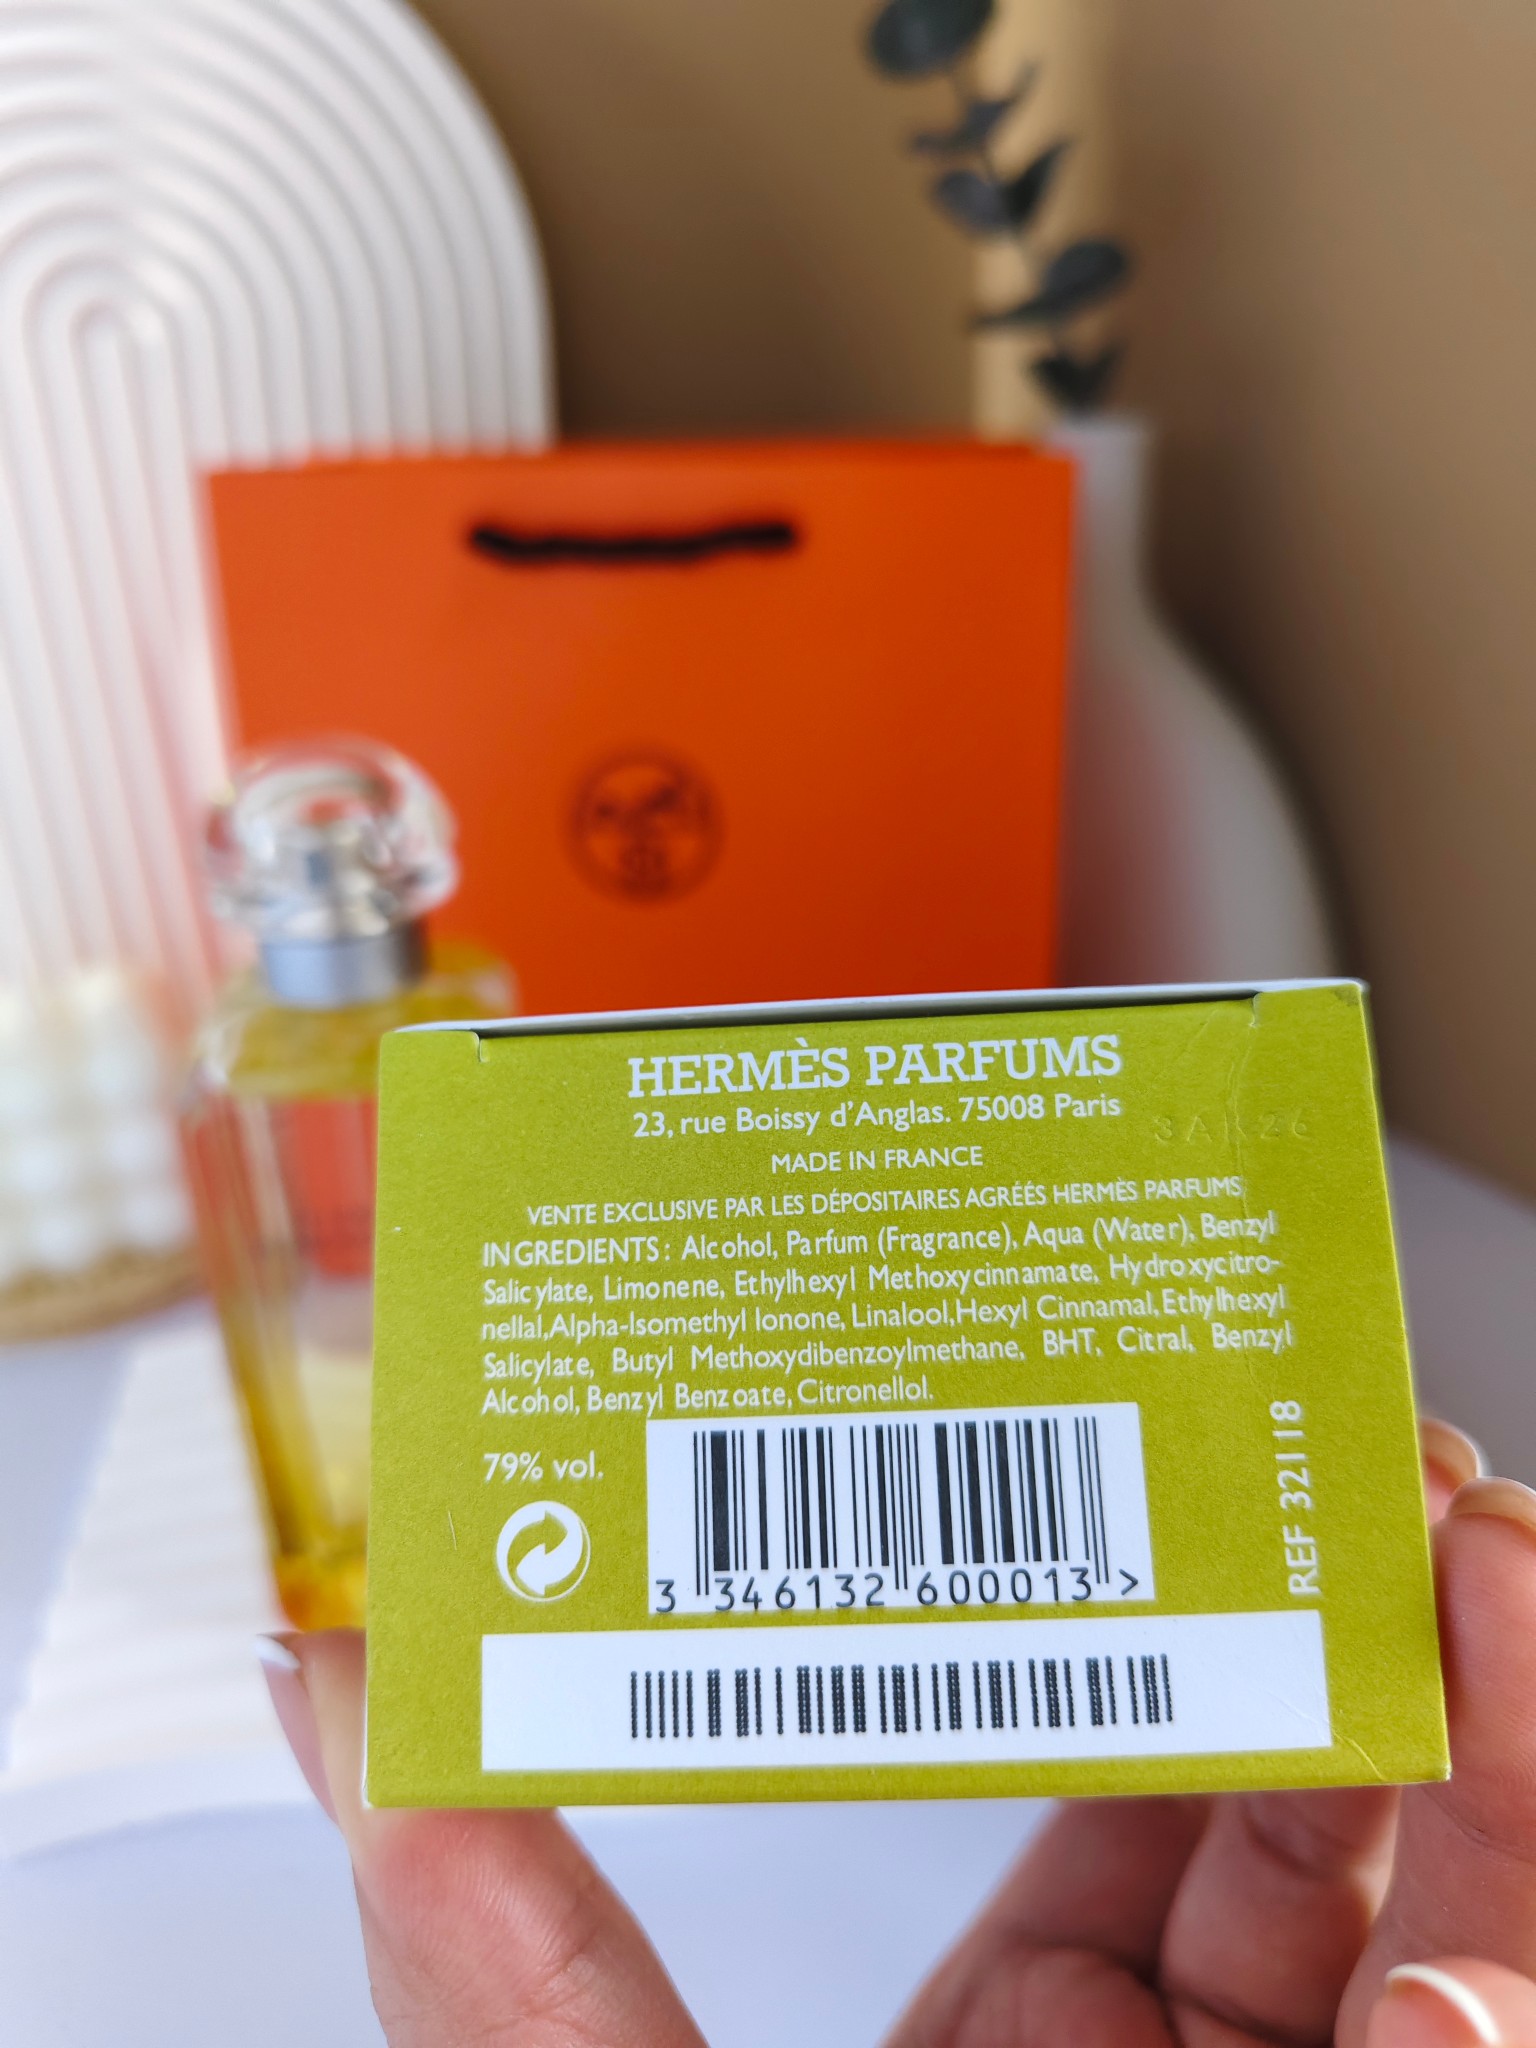 HERMÈS PARFUMS
23, rue Boissy d'Anglas. 75008 Paris
MADE IN FRANCE
VENTE EXCLUSIVE PAR LES DÉPOSITAIRES AGRÉÉS HERMÈS PARFUMS
INGREDIENTS: Alcohol, Parfum (Fragrance), Aqua (Water), Benzyl
Salicylate, Limonene, Ethylhexyl Methoxycinnamate, Hydroxycitro-
nellal, Alpha-Isomethyl Ionone, Linalool, Hexyl Cinnamal, Ethylhexyl
Salicylate, Butyl Methoxydibenzoylmethane, BHT, Citral, Benzyl
Alcohol, Benzyl Benzoate, Citronellol.
79% vol.
3 346132 600013 >
REF 32118